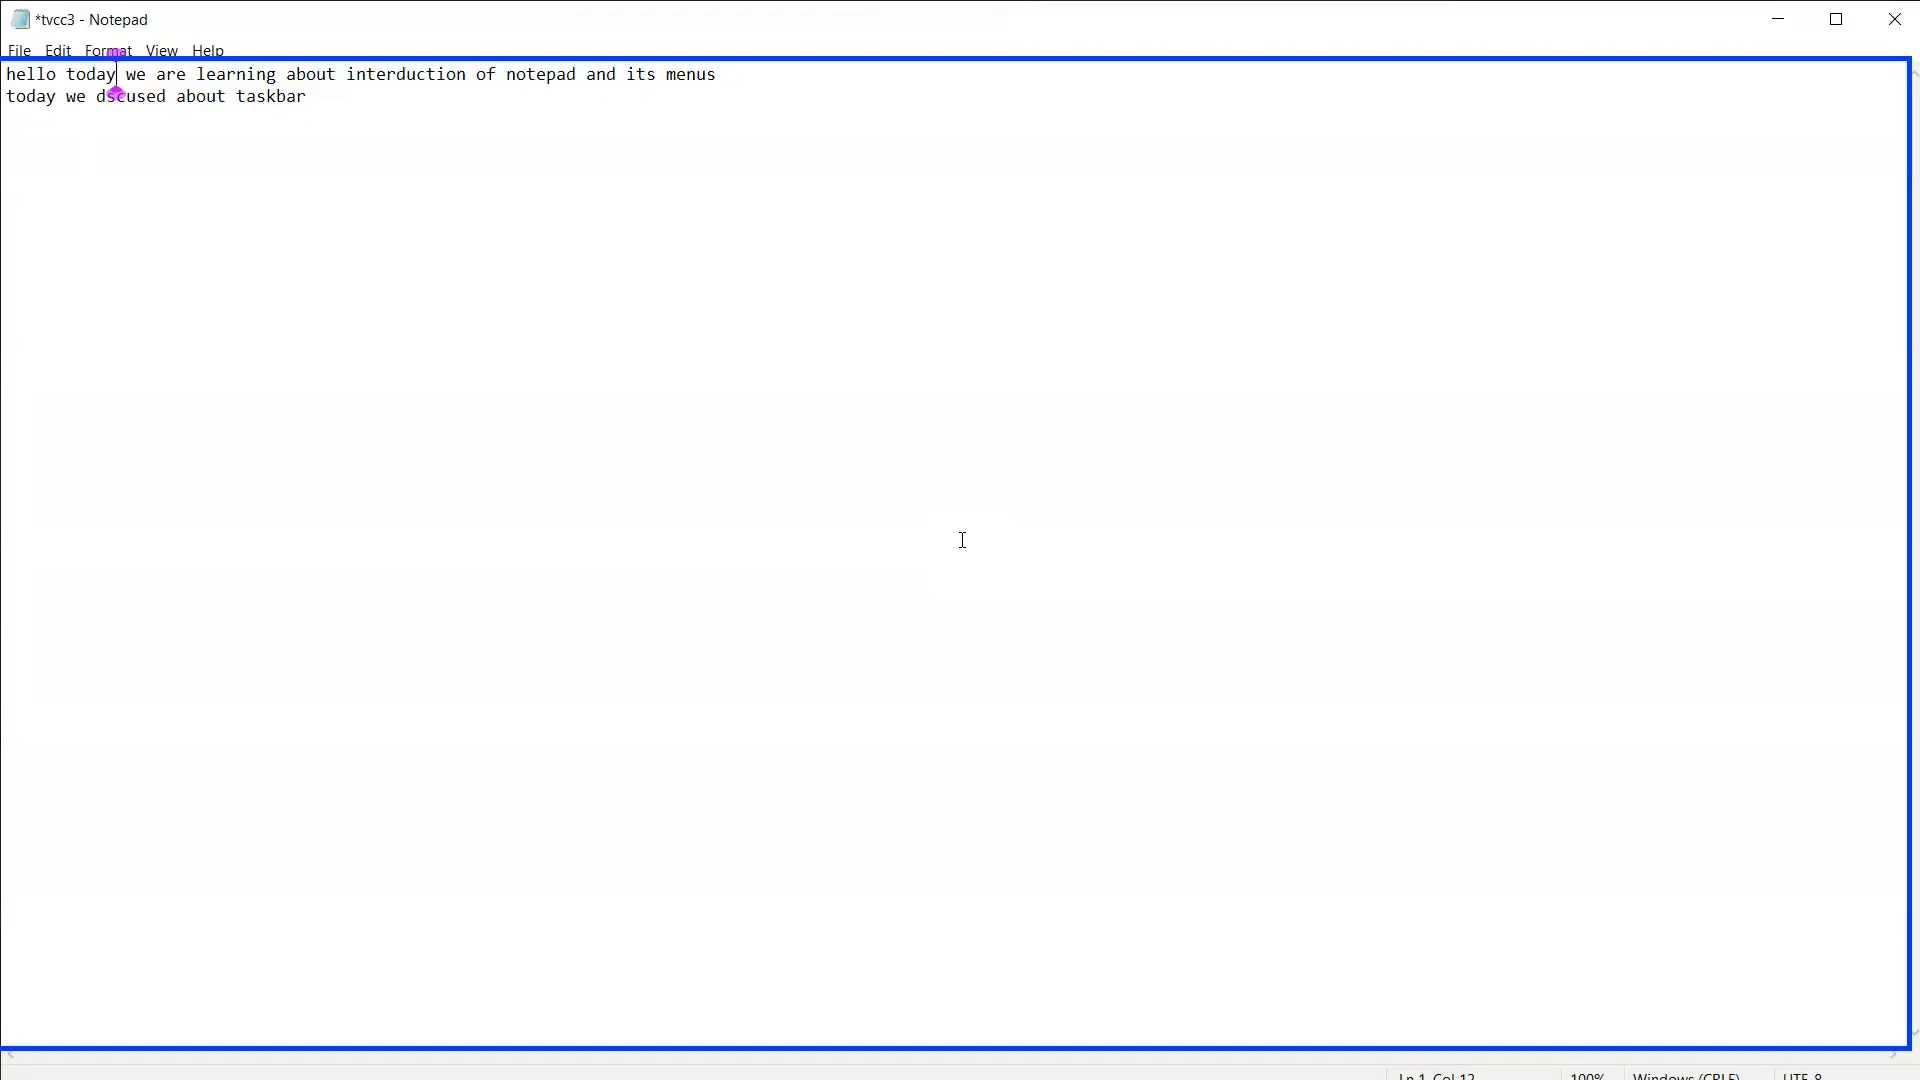 *tvcc3 - Notepad
File Edit Format View Help
hello today we are learning about interduction of notepad and its menus
today we dscused about taskbar
Ln 1, Col 12 100% Windows (CRLF) UTF-8